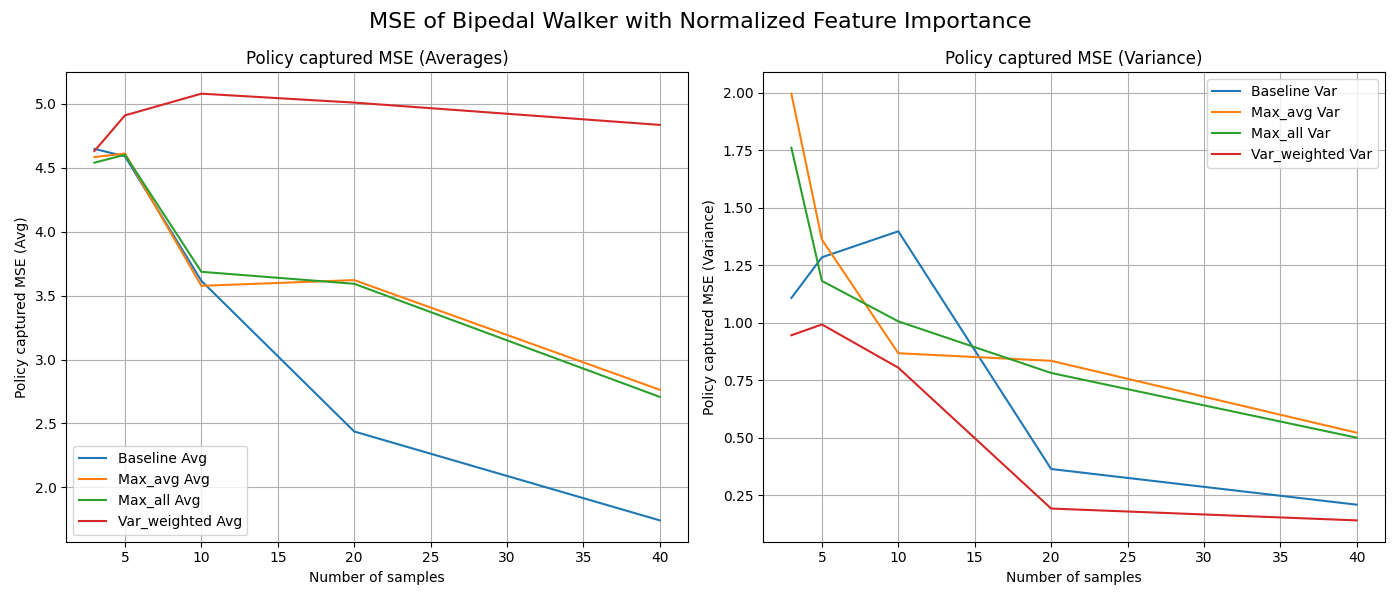 MSE of Bipedal Walker with Normalized Feature Importance
Policy captured MSE (Averages)
Policy captured MSE (Avg)
5.0
4.5
4.0
3.5
3.0
2.5
2.0
Baseline Avg
Max_avg Avg
Max_all Avg
Var_weighted Avg
5 10 15 20 25 30 35 40
Number of samples
Policy captured MSE (Variance)
Policy captured MSE (Variance)
2.00
1.75
1.50
1.25
1.00
0.75
0.50
0.25
Baseline Var
Max_avg Var
Max_all Var
Var_weighted Var
5 10 15 20 25 30 35 40
Number of samples